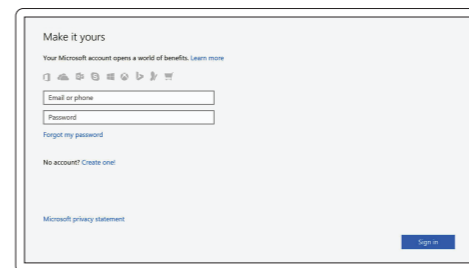 Make it yours
Your Microsoft account opens a world of benefits. Learn more
Email or phone
Password
Forgot my password
No account? Create one!
Microsoft privacy statement
Sign in